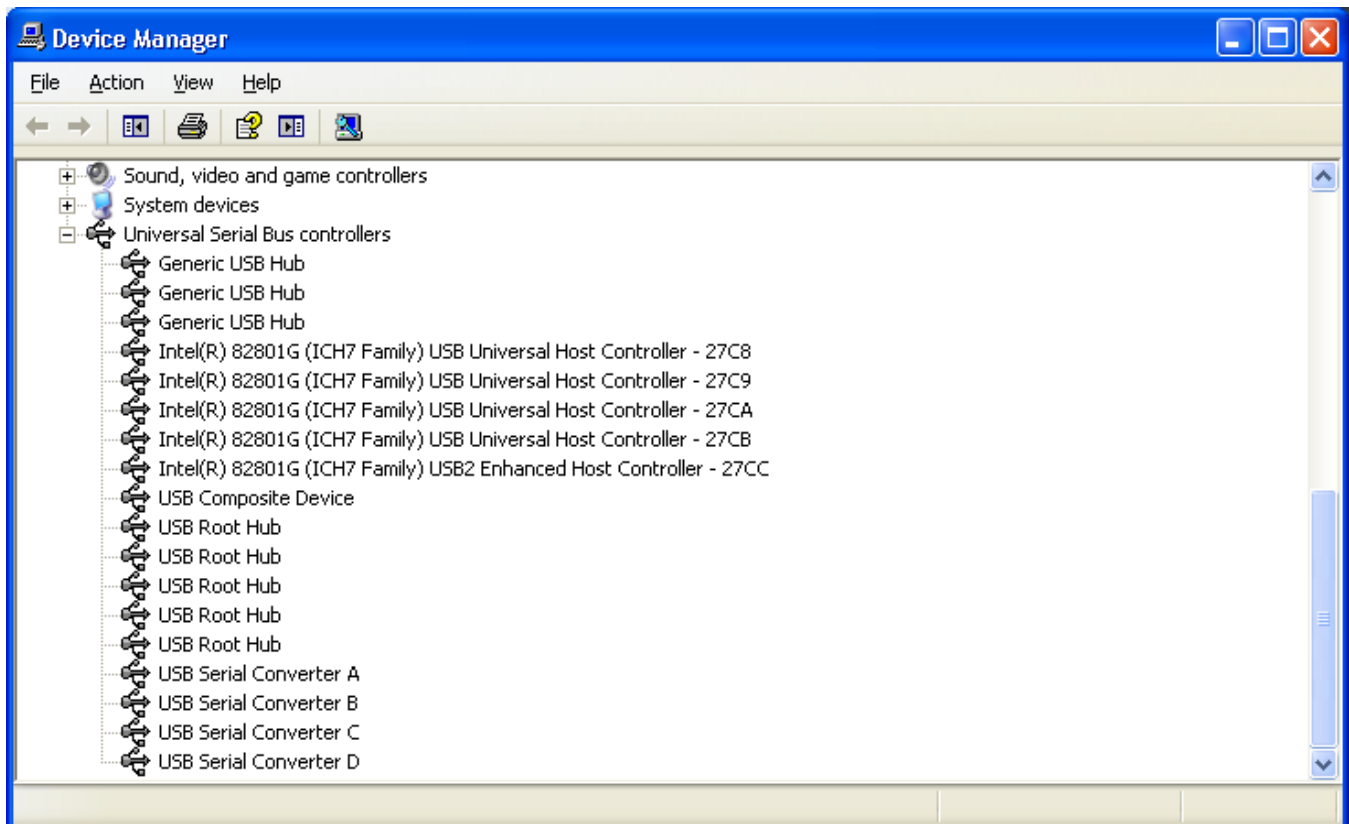 Device Manager
File Action View Help
Sound, video and game controllers
System devices
Universal Serial Bus controllers
Generic USB Hub
Generic USB Hub
Generic USB Hub
Intel(R) 82801G (ICH7 Family) USB Universal Host Controller - 27C8
Intel(R) 82801G (ICH7 Family) USB Universal Host Controller - 27C9
Intel(R) 82801G (ICH7 Family) USB Universal Host Controller - 27CA
Intel(R) 82801G (ICH7 Family) USB Universal Host Controller - 27CB
Intel(R) 82801G (ICH7 Family) USB2 Enhanced Host Controller - 27CC
USB Composite Device
USB Root Hub
USB Root Hub
USB Root Hub
USB Root Hub
USB Root Hub
USB Serial Converter A
USB Serial Converter B
USB Serial Converter C
USB Serial Converter D